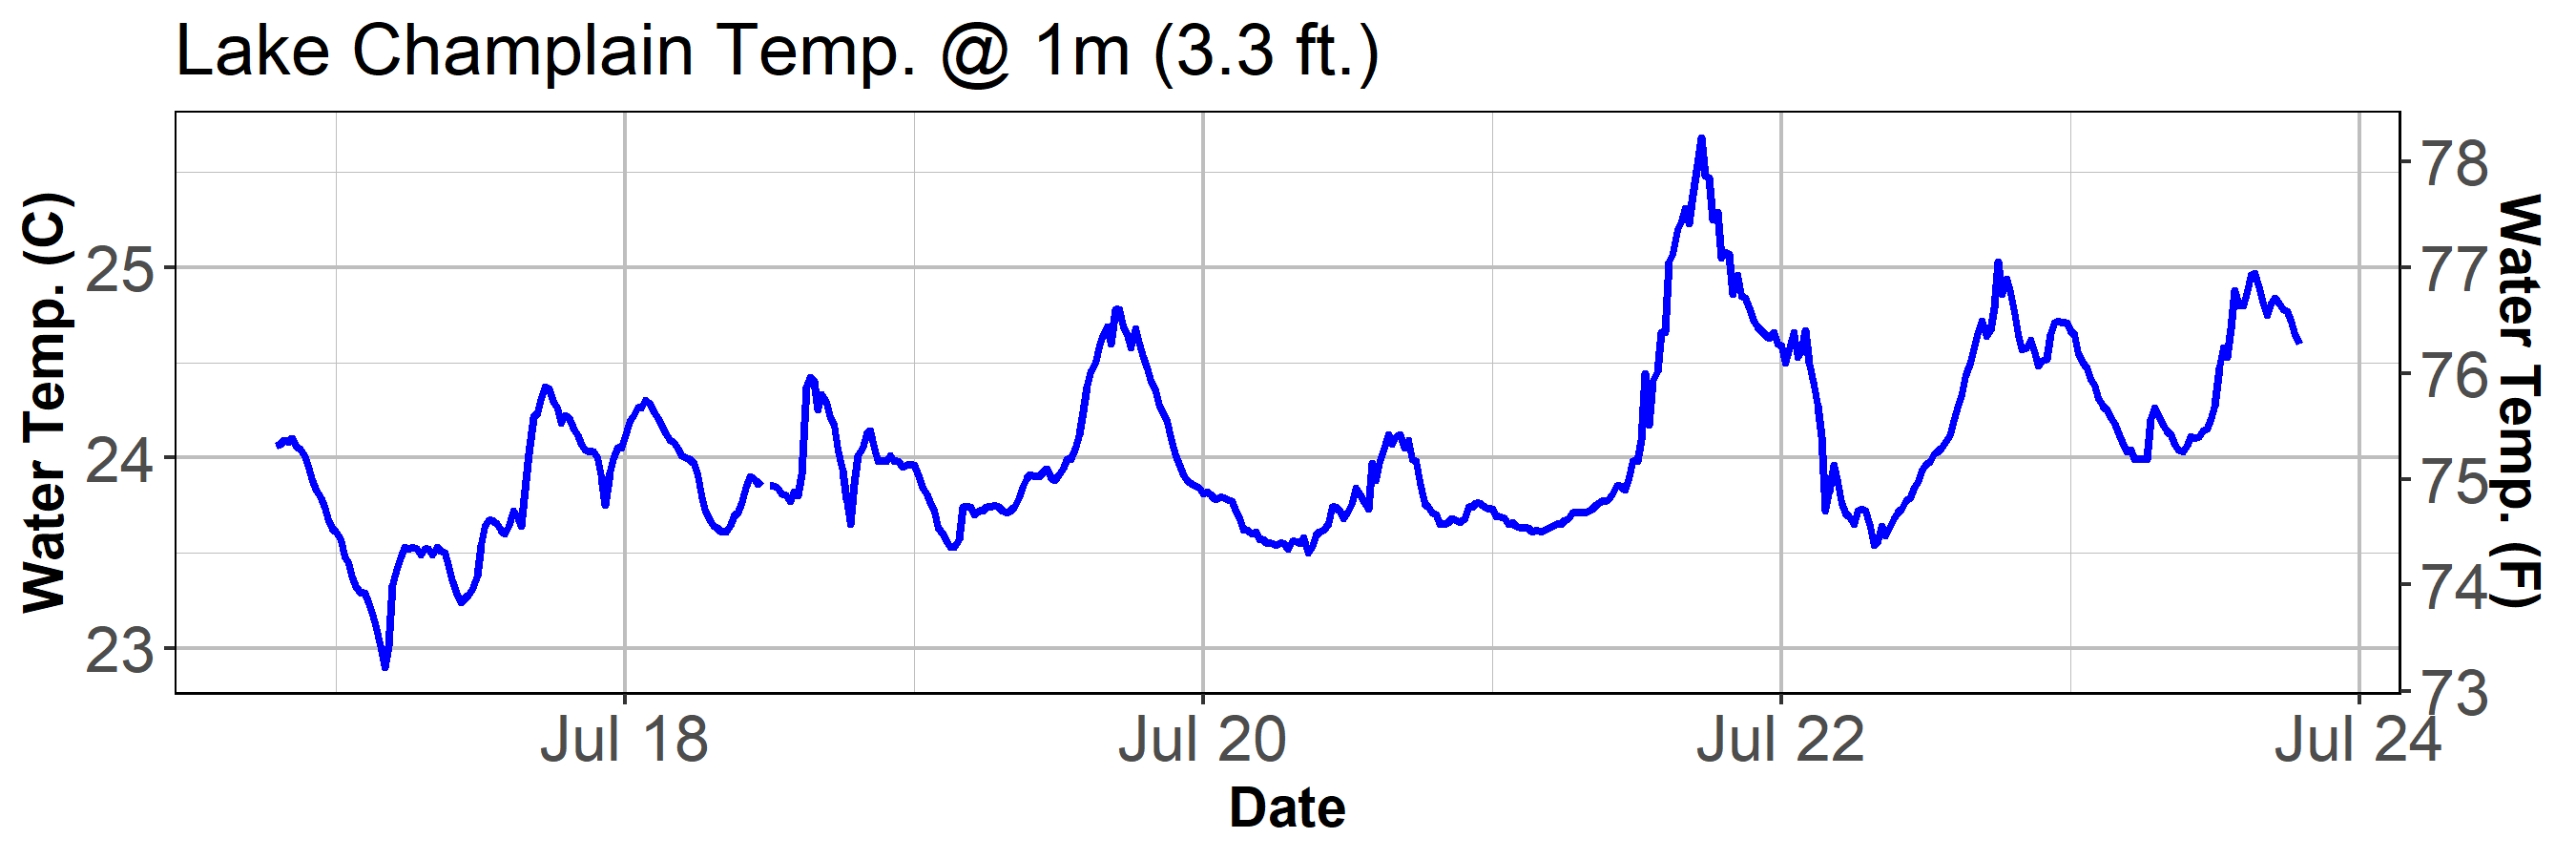 Lake Champlain Temp. @ 1m (3.3 ft.)
Water Temp. (C)
25
24
23
78
77
76
75
74
73
Water Temp. (F)
Jul 18
Jul 20
Jul 22
Jul 24
Date